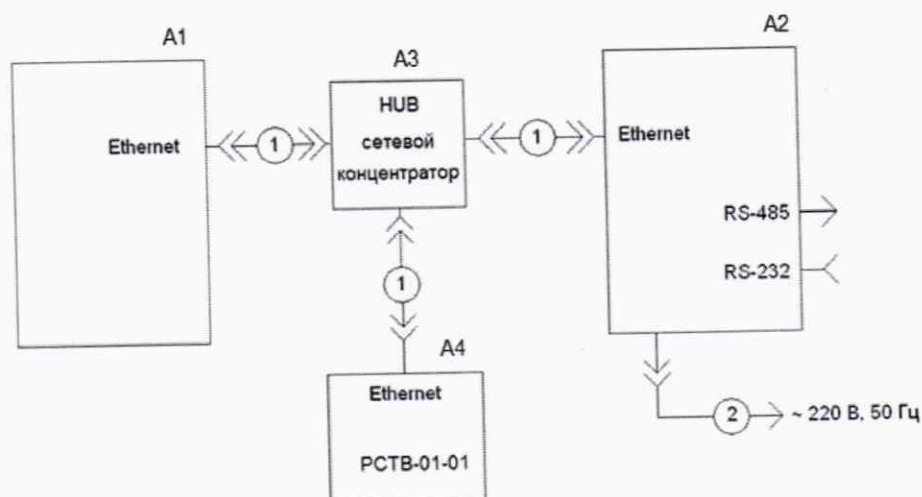 A1
A2
A3
HUB
сетевой
концентратор
Ethernet
1
1
Ethernet
RS-485
RS-232
1
A4
Ethernet
РСТВ-01-01
2
~ 220 В, 50 Гц